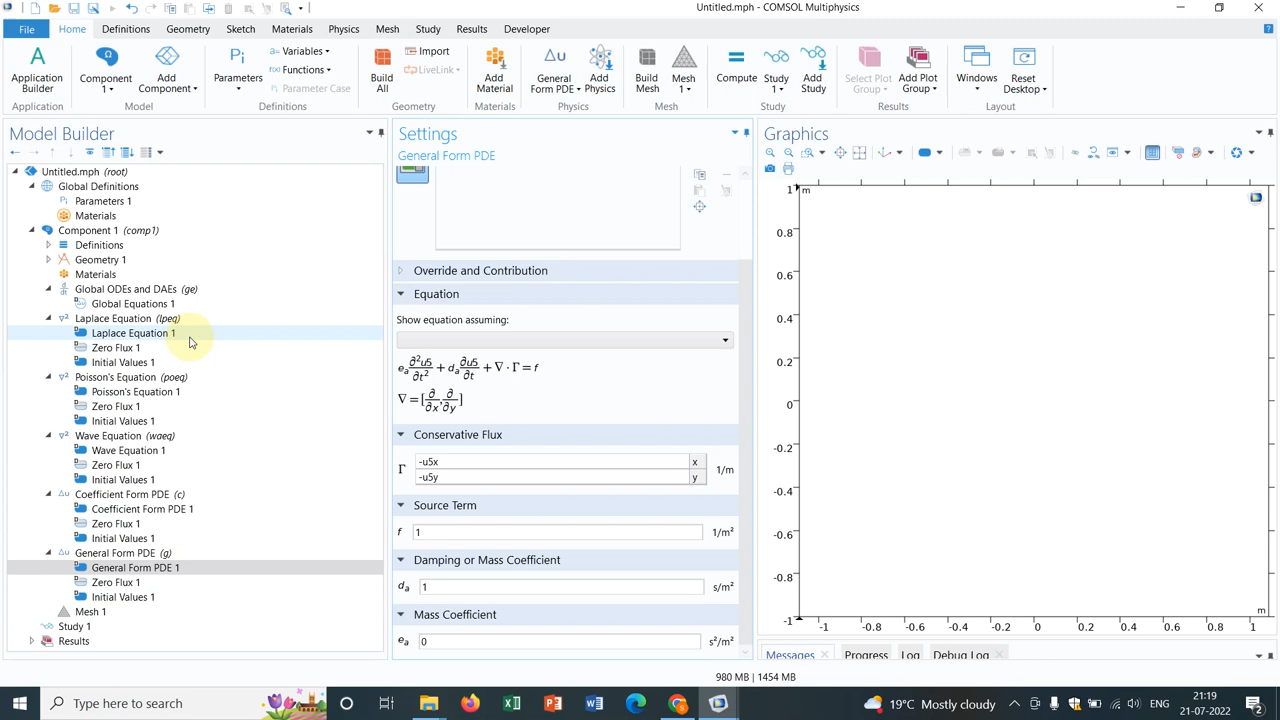 Untitled.mph - COMSOL Multiphysics
File Home Definitions Geometry Sketch Materials Physics Mesh Study Results Developer
Application Builder
Component 1
Add Component
Parameters
a= Variables
f(x) Functions
Pi Parameter Case
Build All
Import
LiveLink
Add Material
General Form PDE
Add Physics
Build Mesh
Mesh 1
Compute
Study 1
Add Study
Select Plot Group
Add Plot Group
Windows
Reset Desktop
Application Model Definitions Geometry Materials Physics Mesh Study Results Layout
Model Builder
Untitled.mph (root)
Global Definitions
Parameters 1
Materials
Component 1 (comp1)
Definitions
Geometry 1
Materials
Global ODEs and DAEs (ge)
Global Equations 1
Laplace Equation (lpeq)
Laplace Equation 1
Zero Flux 1
Initial Values 1
Poisson's Equation (poeq)
Poisson's Equation 1
Zero Flux 1
Initial Values 1
Wave Equation (waeq)
Wave Equation 1
Zero Flux 1
Initial Values 1
Coefficient Form PDE (c)
Coefficient Form PDE 1
Zero Flux 1
Initial Values 1
General Form PDE (g)
General Form PDE 1
Zero Flux 1
Initial Values 1
Mesh 1
Study 1
Results
Settings
General Form PDE
Override and Contribution
Equation
Show equation assuming:
eₐ ∂²u5/∂t² + dₐ ∂u5/∂t + ∇ · Γ = f
∇ = [∂/∂x, ∂/∂y]
Conservative Flux
Γ -u5x x 1/m
-u5y y
Source Term
f 1 1/m²
Damping or Mass Coefficient
dₐ 1 s/m²
Mass Coefficient
eₐ 0 s²/m²
Graphics
1 m
0.8
0.6
0.4
0.2
0
-0.2
-0.4
-0.6
-0.8
-1 m
-1 -0.8 -0.6 -0.4 -0.2 0 0.2 0.4 0.6 0.8 1
Messages Progress Log Debug Log
980 MB | 1454 MB
Type here to search
19°C Mostly cloudy
ENG
21:19
21-07-2022
2